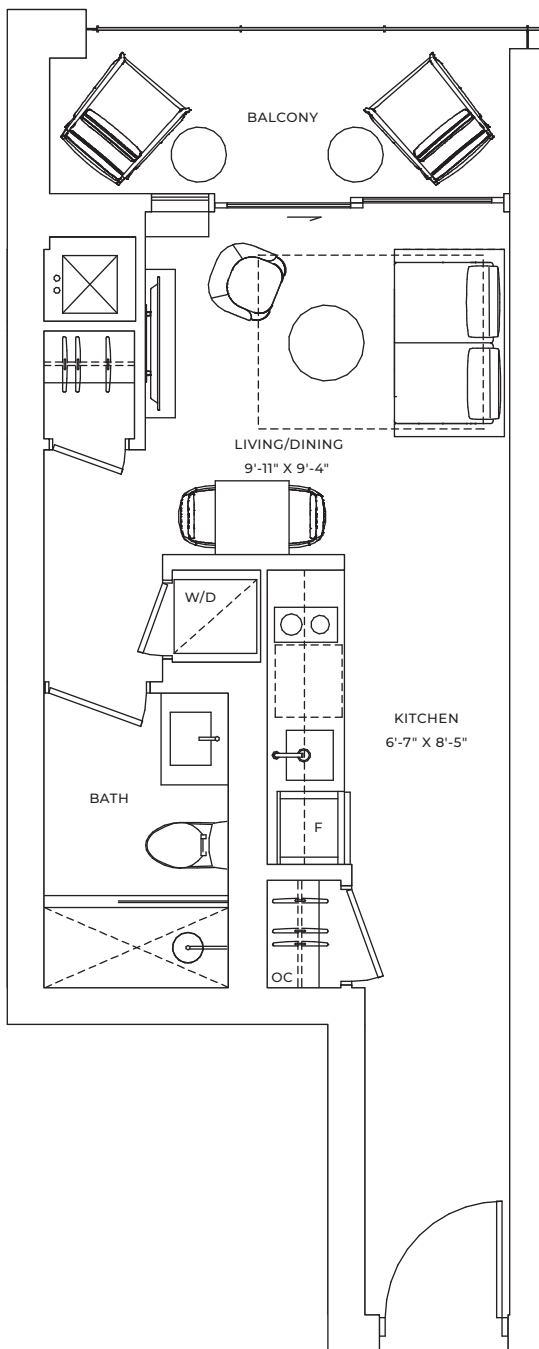 BALCONY
LIVING/DINING
9'-11" X 9'-4"
W/D
KITCHEN
6'-7" X 8'-5"
BATH
F
OC